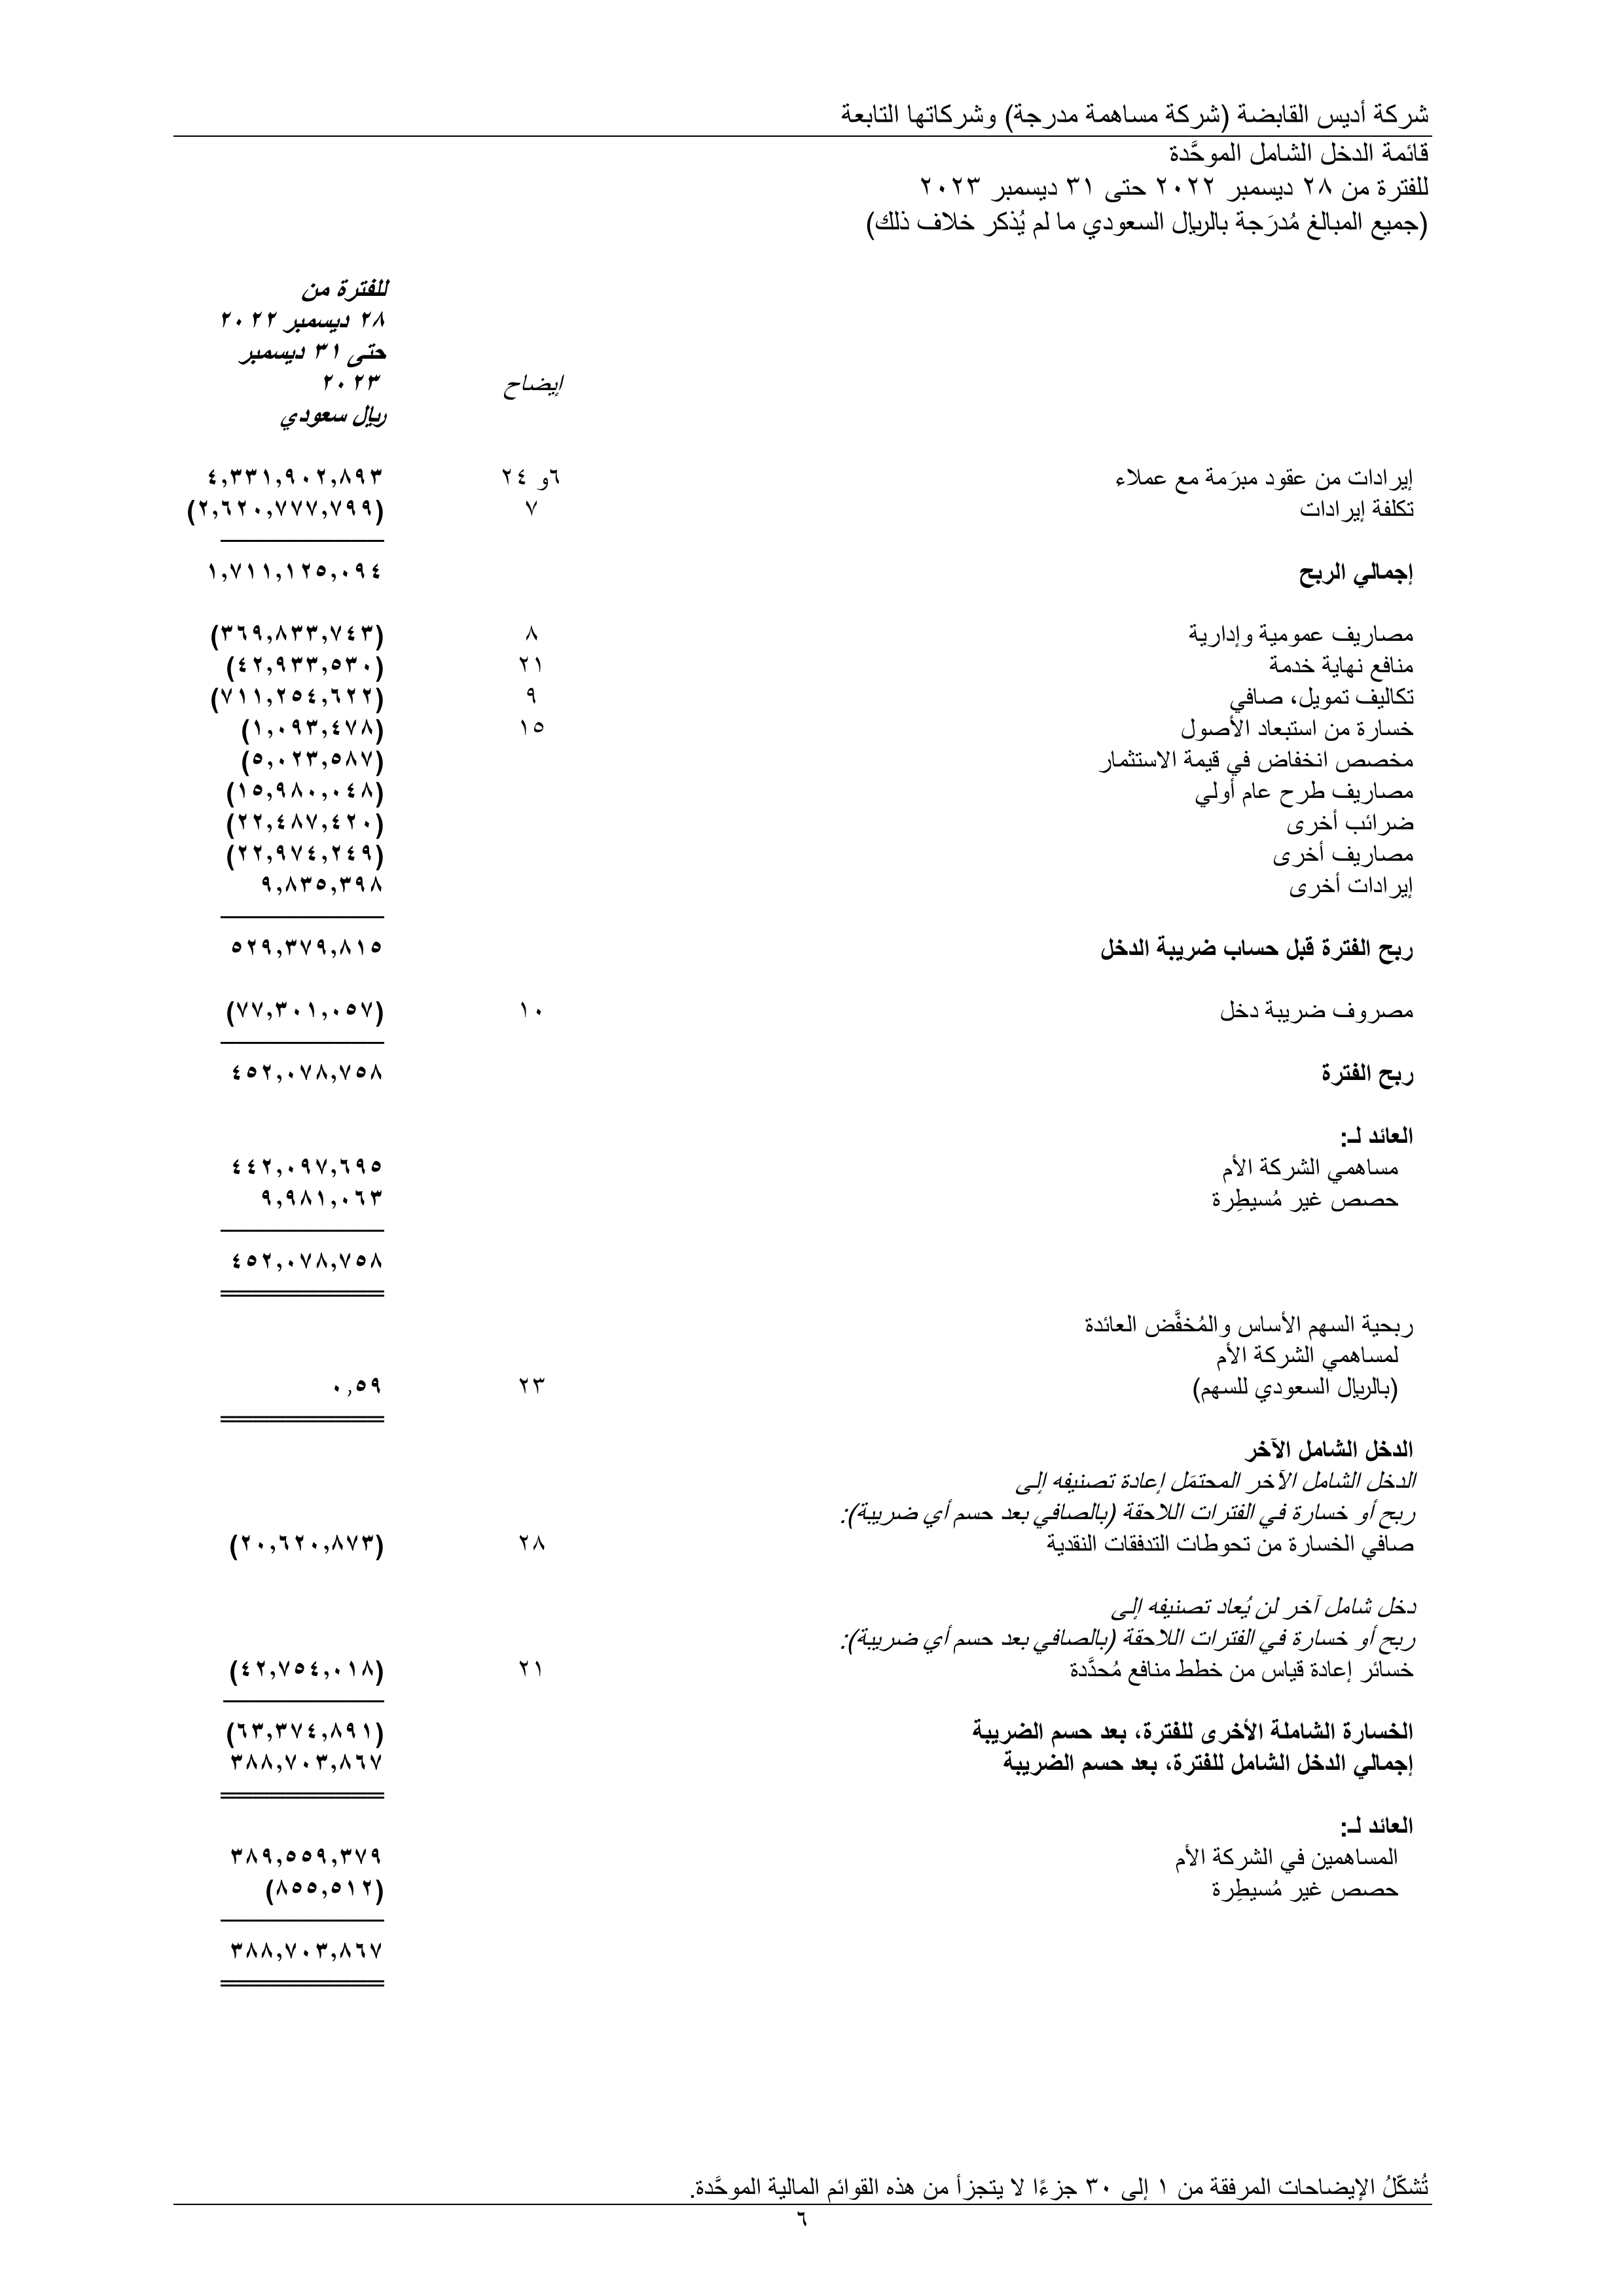 شركة أديس القابضة (شركة مساهمة مدرجة) وشركاتها التابعة
قائمة الدخل الشامل الموحَّدة
للفترة من ٢٨ ديسمبر ٢٠٢٢ حتى ٣١ ديسمبر ٢٠٢٣
(جميع المبالغ مُدرَجة بالريال السعودي ما لم يُذكر خلاف ذلك)
للفترة من
٢٨ ديسمبر ٢٠٢٢
حتى ٣١ ديسمبر
إيضاح ٢٠٢٣
ريال سعودي
إيرادات من عقود مبرَمة مع عملاء ٦و ٢٤ ٤,٣٣١,٩٠٢,٨٩٣
تكلفة إيرادات ٧ (٢,٦٢٠,٧٧٧,٧٩٩)
إجمالي الربح ١,٧١١,١٢٥,٠٩٤
مصاريف عمومية وإدارية ٨ (٣٦٩,٨٣٣,٧٤٣)
منافع نهاية خدمة ٢١ (٤٢,٩٣٣,٥٣٠)
تكاليف تمويل، صافي ٩ (٧١١,٢٥٤,٦٢٢)
خسارة من استبعاد الأصول ١٥ (١,٠٩٣,٤٧٨)
مخصص انخفاض في قيمة الاستثمار (٥,٠٢٣,٥٨٧)
مصاريف طرح عام أولي (١٥,٩٨٠,٠٤٨)
ضرائب أخرى (٢٢,٤٨٧,٤٢٠)
مصاريف أخرى (٢٢,٩٧٤,٢٤٩)
إيرادات أخرى ٩,٨٣٥,٣٩٨
ربح الفترة قبل حساب ضريبة الدخل ٥٢٩,٣٧٩,٨١٥
مصروف ضريبة دخل ١٠ (٧٧,٣٠١,٠٥٧)
ربح الفترة ٤٥٢,٠٧٨,٧٥٨
العائد لـ:
مساهمي الشركة الأم ٤٤٢,٠٩٧,٦٩٥
حصص غير مُسيطِرة ٩,٩٨١,٠٦٣
٤٥٢,٠٧٨,٧٥٨
ربحية السهم الأساس والمُخفَّض العائدة
لمساهمي الشركة الأم
(بالريال السعودي للسهم) ٢٣ ٠,٥٩
الدخل الشامل الآخر
الدخل الشامل الآخر المحتمَل إعادة تصنيفه إلى
ربح أو خسارة في الفترات اللاحقة (بالصافي بعد حسم أي ضريبة):
صافي الخسارة من تحوطات التدفقات النقدية ٢٨ (٢٠,٦٢٠,٨٧٣)
دخل شامل آخر لن يُعاد تصنيفه إلى
ربح أو خسارة في الفترات اللاحقة (بالصافي بعد حسم أي ضريبة):
خسائر إعادة قياس من خطط منافع مُحدَّدة ٢١ (٤٢,٧٥٤,٠١٨)
الخسارة الشاملة الأخرى للفترة، بعد حسم الضريبة (٦٣,٣٧٤,٨٩١)
إجمالي الدخل الشامل للفترة، بعد حسم الضريبة ٣٨٨,٧٠٣,٨٦٧
العائد لـ:
المساهمين في الشركة الأم ٣٨٩,٥٥٩,٣٧٩
حصص غير مُسيطِرة (٨٥٥,٥١٢)
٣٨٨,٧٠٣,٨٦٧
تُشكّلُ الإيضاحات المرفقة من ١ إلى ٣٠ جزءًا لا يتجزأ من هذه القوائم المالية الموحَّدة.
٦